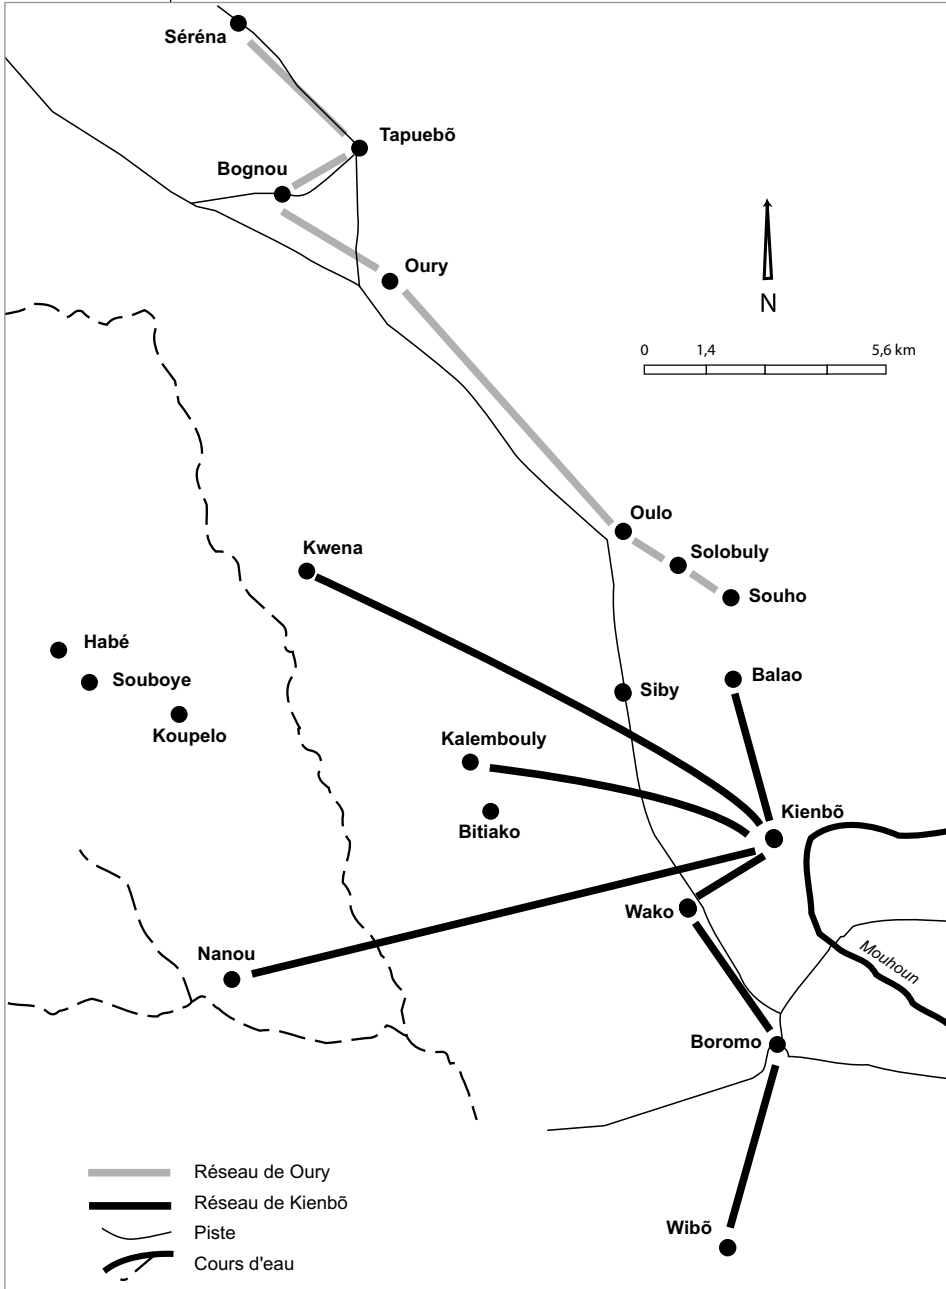 Séréna
Tapuebõ
Bognou
Oury
N
0 1,4 5,6 km
Oulo
Solobuly
Souho
Kwena
Habé
Souboye
Koupelo
Siby
Balao
Kalembouly
Bitiako
Kienbõ
Wako
Nanou
Mouhoun
Boromo
Wibõ
Réseau de Oury
Réseau de Kienbõ
Piste
Cours d'eau